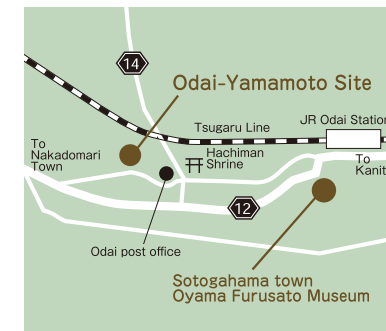 14
Odai-Yamamoto Site
JR Odai Station
Tsugaru Line
To
Nakadomari
Town
Hachiman
Shrine
To
Kanit
12
Odai post office
Sotogahama town
Oyama Furusato Museum